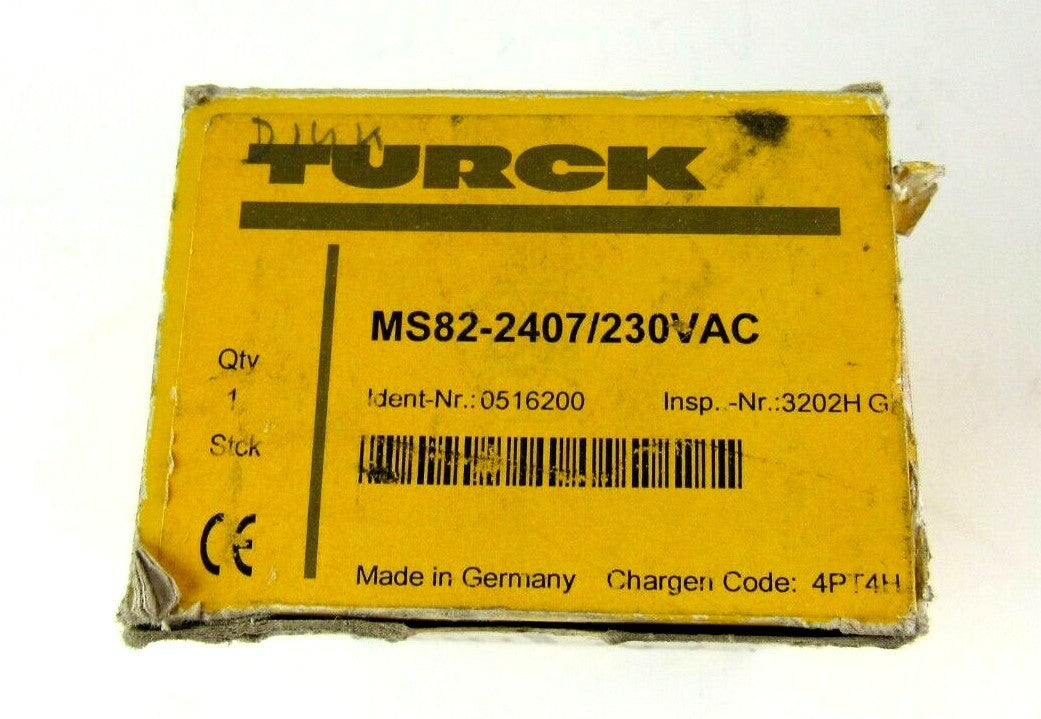 TURCK
MS82-2407/230VAC
Qty
1
Stck
Ident-Nr.:0516200 Insp. -Nr.:3202H G
CE
Made in Germany Chargen Code: 4PT4H